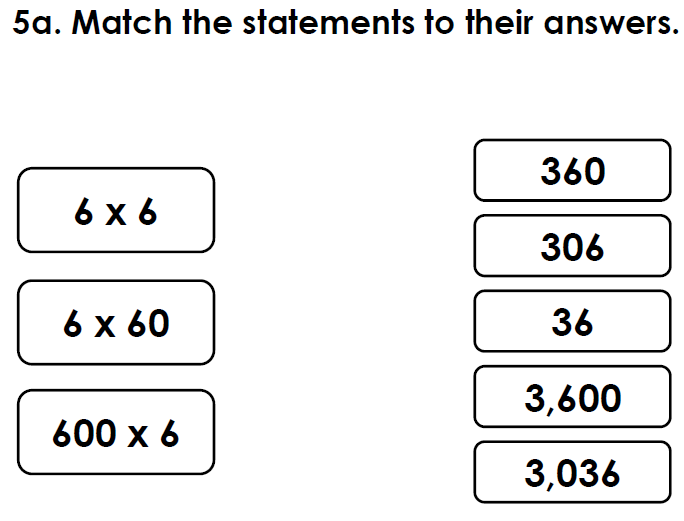 5a. Match the statements to their answers.
6 x 6
6 x 60
600 x 6
360
306
36
3,600
3,036